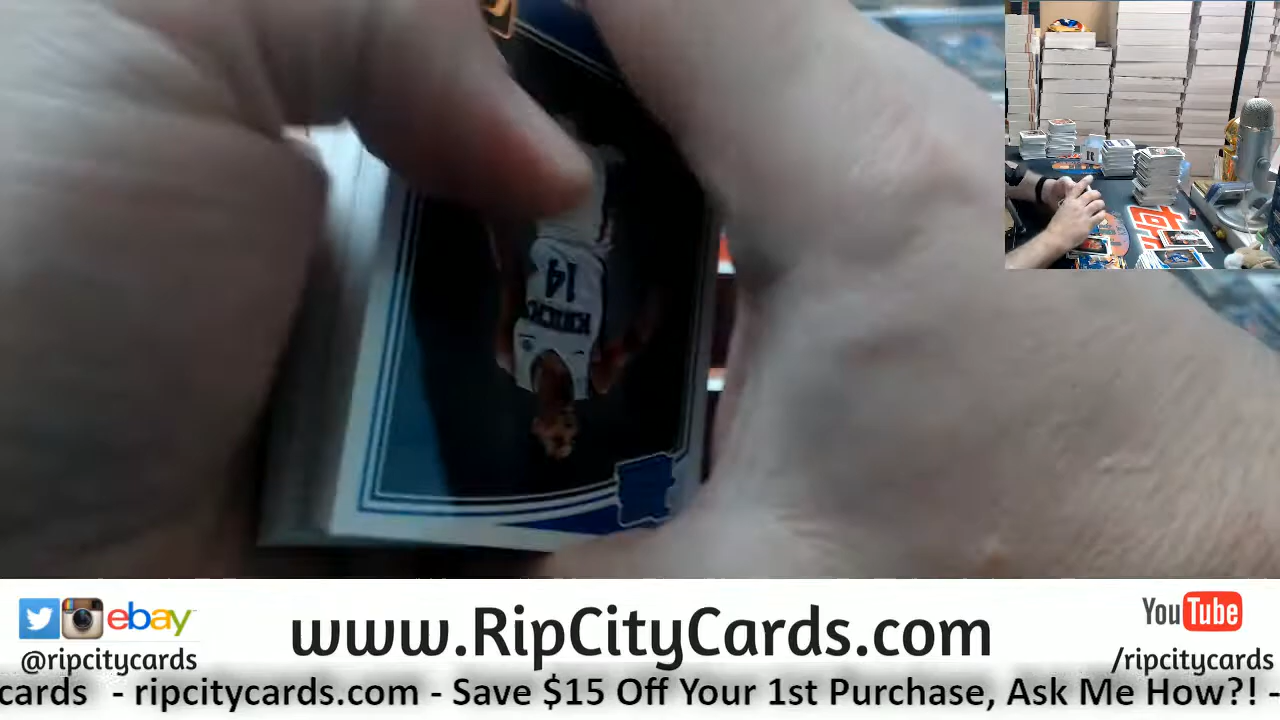 KNICKS
14
ebay
@ripcitycards
www.RipCityCards.com
YouTube
/ripcitycards
cards - ripcitycards.com - Save $15 Off Your 1st Purchase, Ask Me How?! -